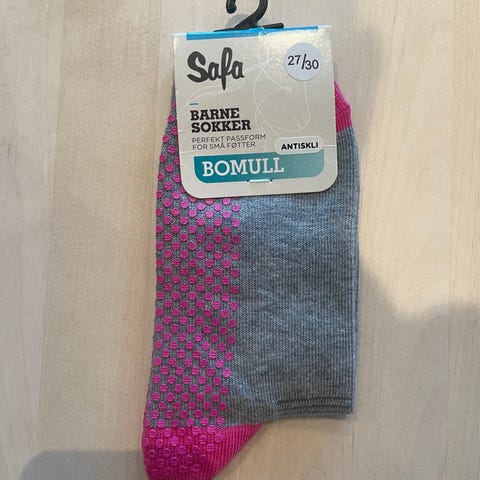 Safa
27/30
BARNE
SOKKER
PERFEKT PASSFORM
FOR SMÅ FØTTER
ANTISKLI
BOMULL